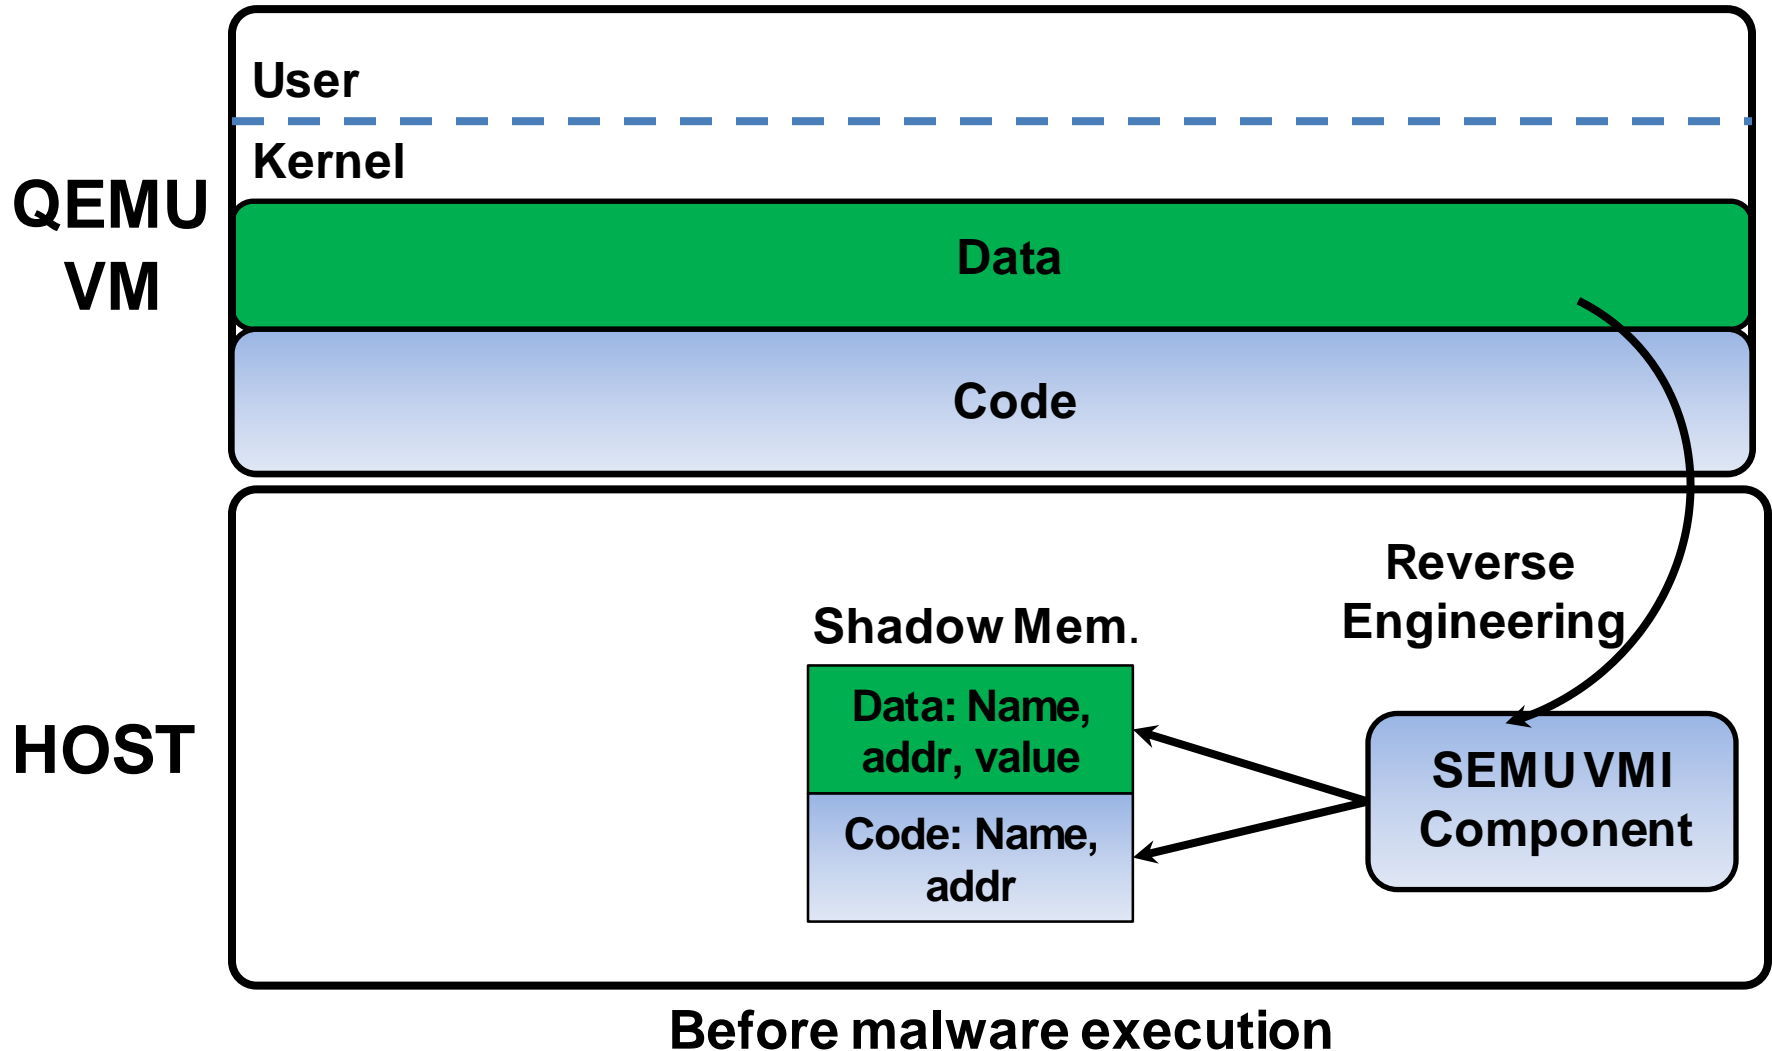 User
Kernel
QEMU
VM
Data
Code
Reverse
Engineering
Shadow Mem.
Data: Name,
addr, value
Code: Name,
addr
HOST
SEMU VMI
Component
Before malware execution